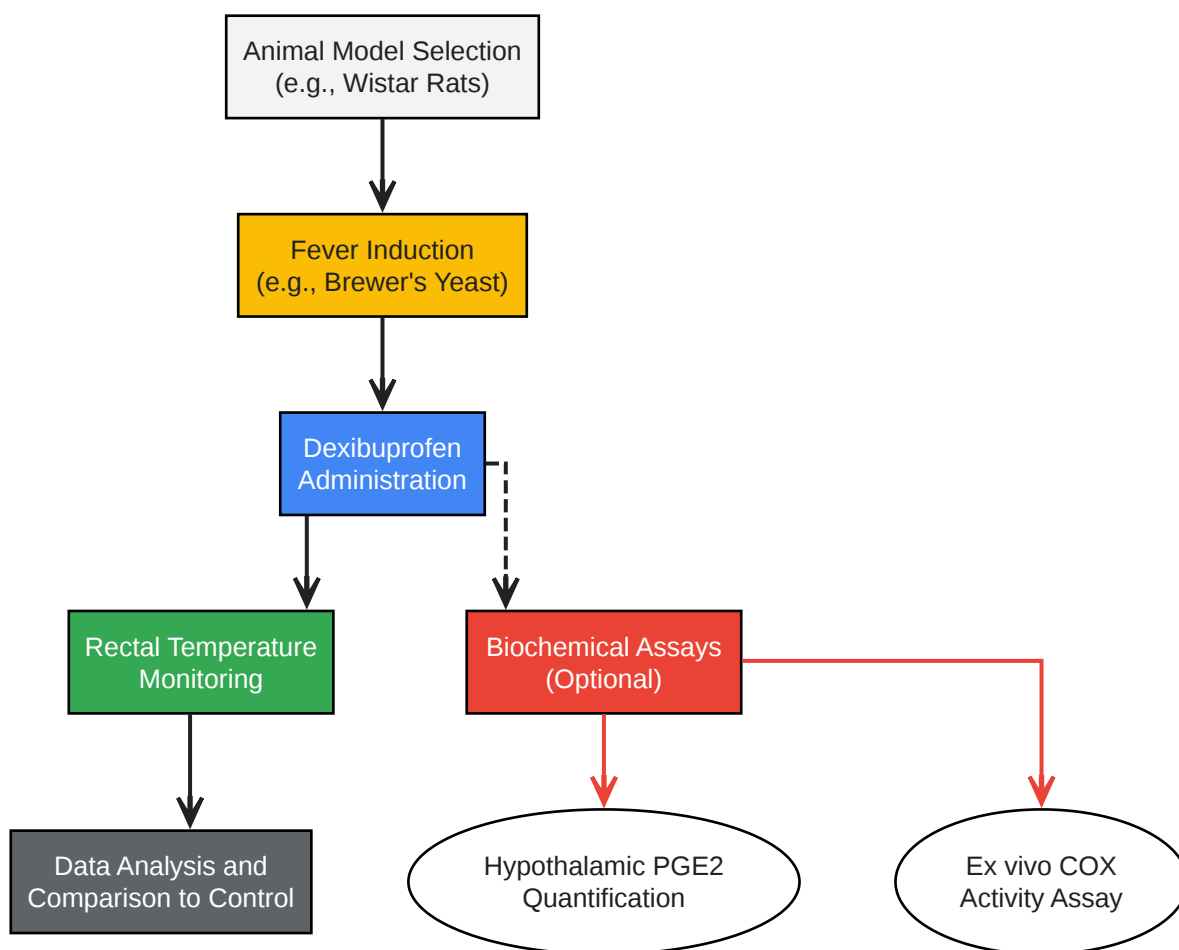 Animal Model Selection
(e.g., Wistar Rats)
Fever Induction
(e.g., Brewer's Yeast)
Dexibuprofen
Administration
Rectal Temperature
Monitoring
Biochemical Assays
(Optional)
Data Analysis and
Comparison to Control
Hypothalamic PGE2
Quantification
Ex vivo COX
Activity Assay